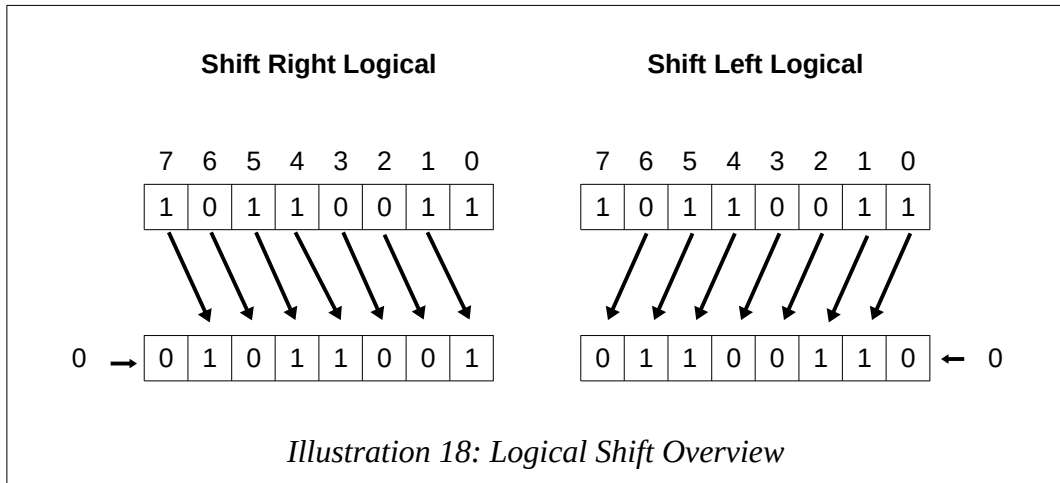 Shift Right Logical
7 6 5 4 3 2 1 0
1 0 1 1 0 0 1 1
0 0 1 0 1 1 0 0 1
Shift Left Logical
7 6 5 4 3 2 1 0
1 0 1 1 0 0 1 1
0 1 1 0 0 1 1 0 0
Illustration 18: Logical Shift Overview